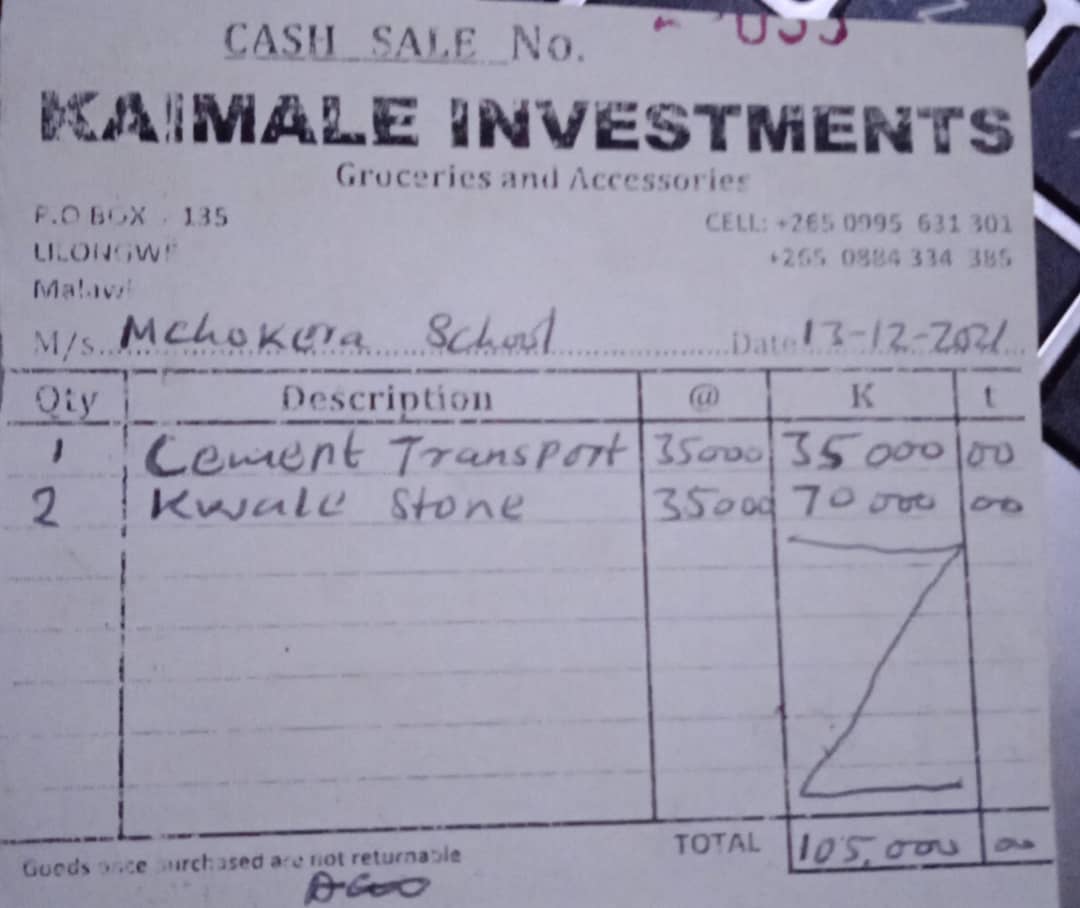 CASH SALE No.
KAIMALE INVESTMENTS
Groceries and Accessories
P.O BOX . 135
LILONGWE
Malawi
CELL: +265 0995 631 301
+265 0884 334 385
M/s. Mchokera School Date 13-12-2021
Qty Description @ K t
1 Cement Transport 35000 35 000 00
2 Kwale Stone 35000 70 000 00
TOTAL 105,000 00
Goods once purchased are not returnable